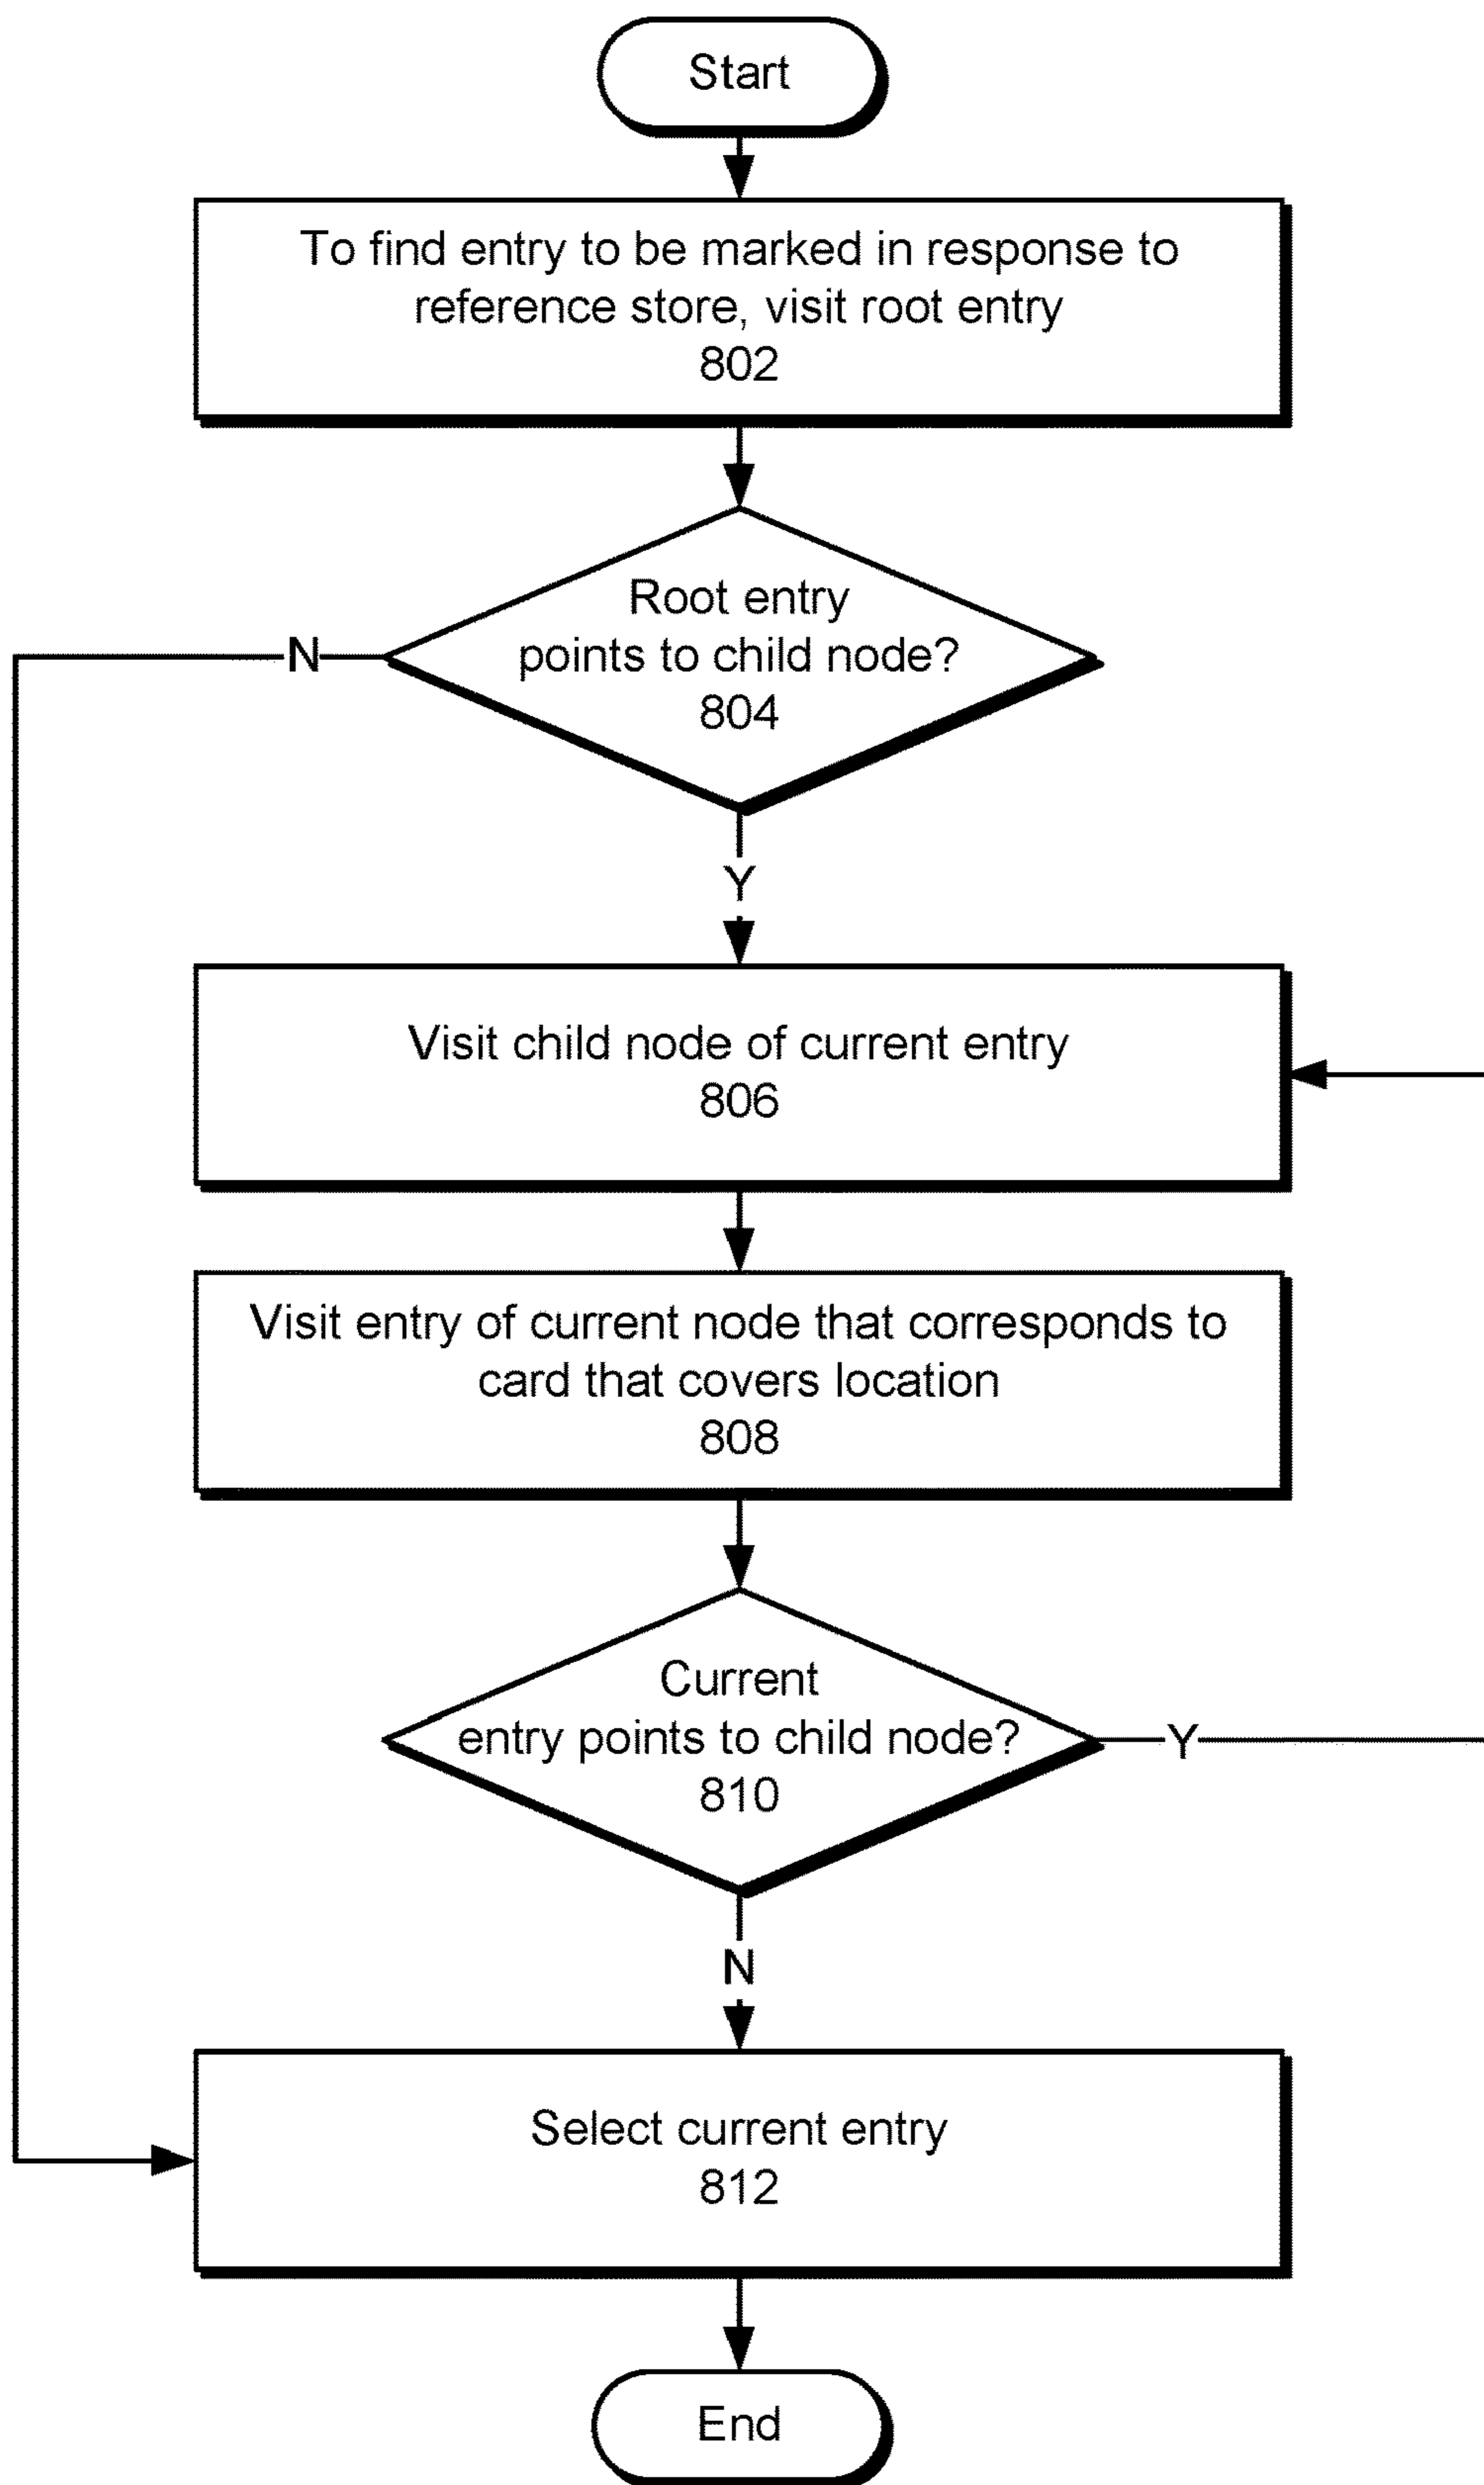 Start
To find entry to be marked in response to
reference store, visit root entry
802
Root entry
points to child node?
804
N
Y
Visit child node of current entry
806
Visit entry of current node that corresponds to
card that covers location
808
Current
entry points to child node?
810
Y
N
Select current entry
812
End